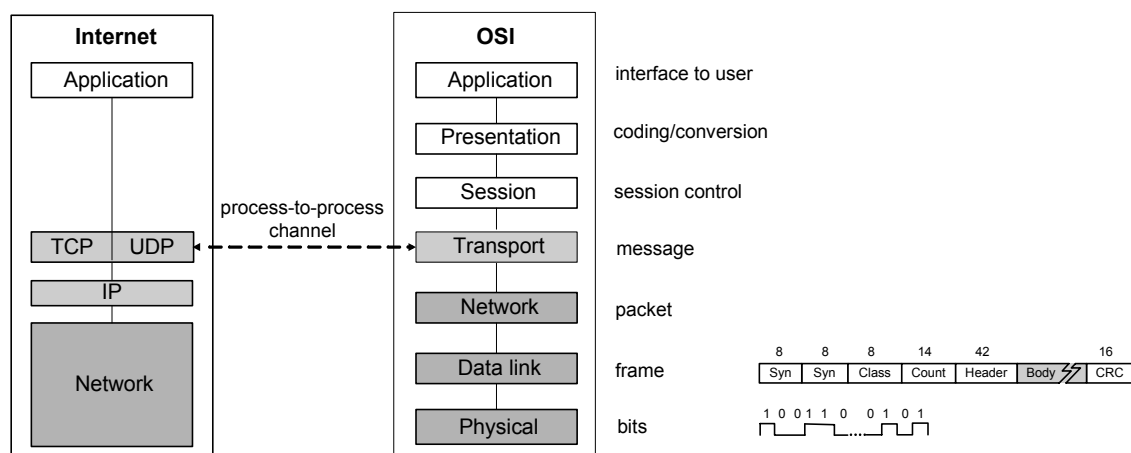 Internet
Application
TCP UDP
IP
Network
process-to-process
channel
OSI
Application
Presentation
Session
Transport
Network
Data link
Physical
interface to user
coding/conversion
session control
message
packet
frame
bits
8 8 8 14 42 16
Syn Syn Class Count Header Body CRC
1 0 0 1 1 0 0 1 0 1